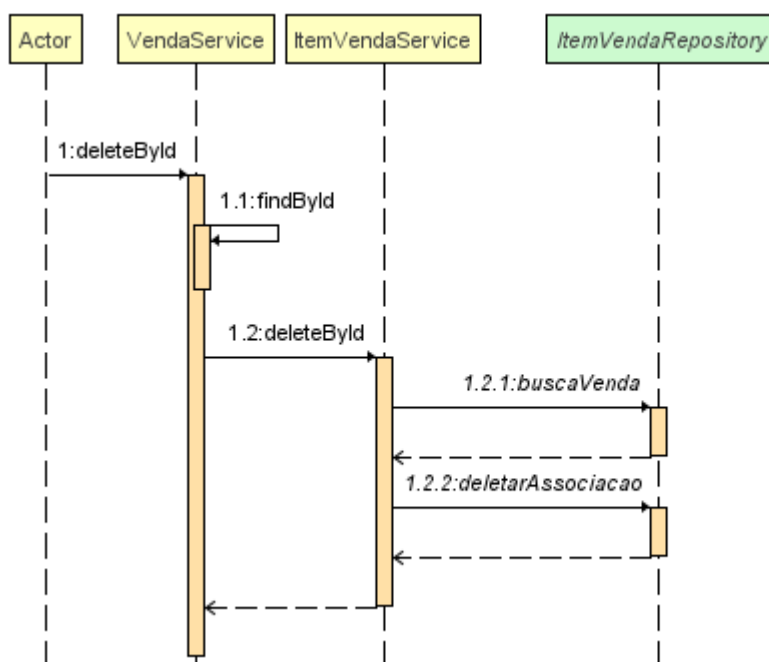 Actor
VendaService
ItemVendaService
ItemVendaRepository
1:deleteById
1.1:findById
1.2:deleteById
1.2.1:buscaVenda
1.2.2:deletarAssociacao